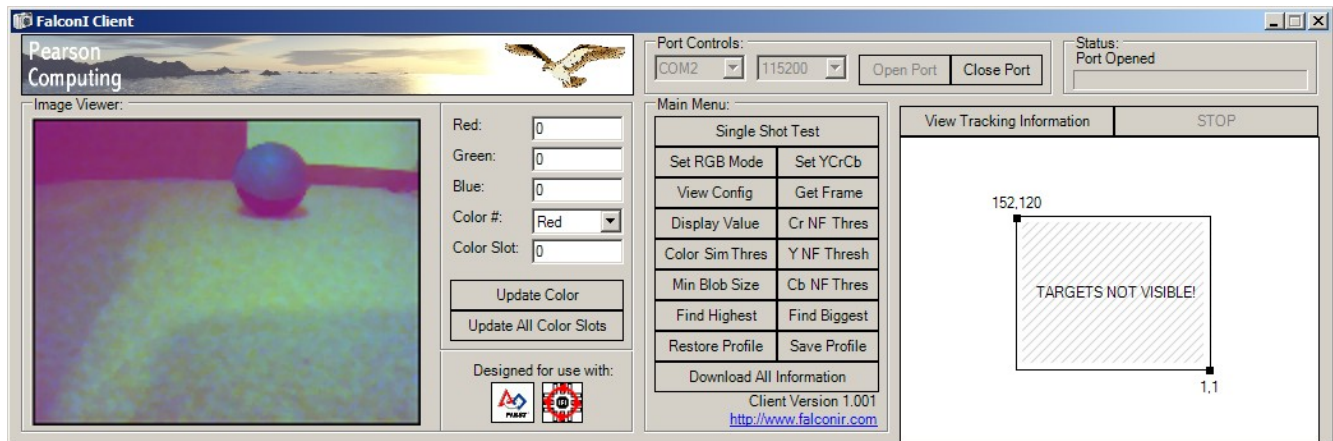 FalconI Client
Pearson
Computing
Port Controls:
COM2
115200
Open Port
Close Port
Status:
Port Opened
Image Viewer:
Red:
0
Green:
0
Blue:
0
Color #:
Red
Color Slot:
0
Update Color
Update All Color Slots
Designed for use with:
FIRST
IFI
Main Menu:
Single Shot Test
Set RGB Mode
Set YCrCb
View Config
Get Frame
Display Value
Cr NF Thres
Color Sim Thres
Y NF Thresh
Min Blob Size
Cb NF Thres
Find Highest
Find Biggest
Restore Profile
Save Profile
Download All Information
Client Version 1.001
http://www.falconir.com
View Tracking Information
STOP
152,120
TARGETS NOT VISIBLE!
1,1